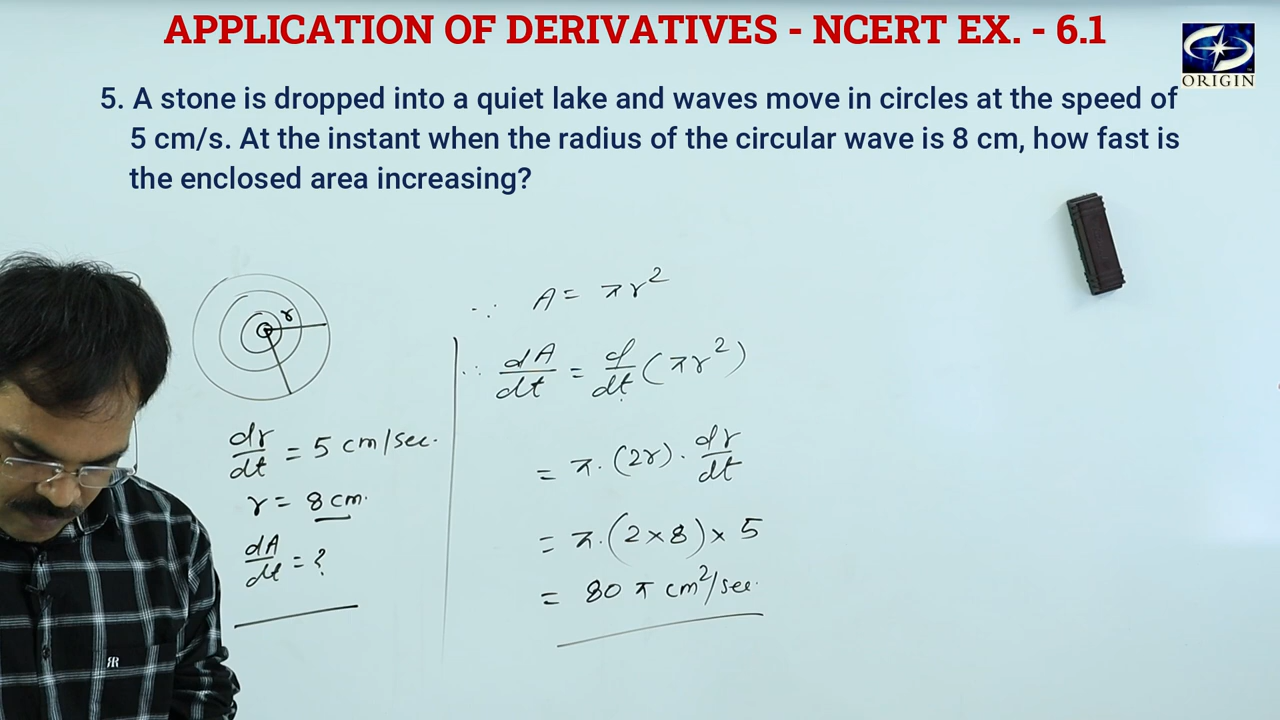 APPLICATION OF DERIVATIVES - NCERT EX. - 6.1
ORIGIN
5. A stone is dropped into a quiet lake and waves move in circles at the speed of
5 cm/s. At the instant when the radius of the circular wave is 8 cm, how fast is
the enclosed area increasing?
r
dr/dt = 5 cm/sec.
r = 8 cm.
dA/dt = ?
∵ A = πr²
∴ dA/dt = d/dt (πr²)
= π. (2r) . dr/dt
= π. (2×8) × 5
= 80 π cm²/sec.
RR